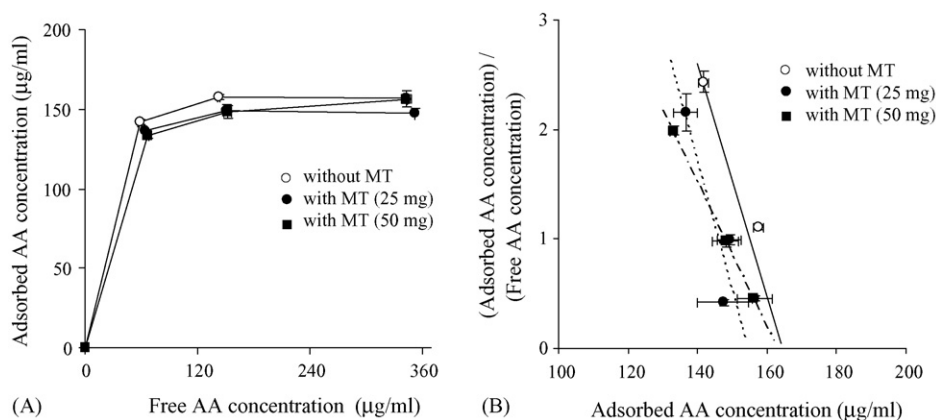 200
150
100
50
0
Adsorbed AA concentration (µg/ml)
without MT
with MT (25 mg)
with MT (50 mg)
0 120 240 360
(A) Free AA concentration (µg/ml)
3
2
1
0
(Adsorbed AA concentration) /
(Free AA concentration)
without MT
with MT (25 mg)
with MT (50 mg)
100 120 140 160 180 200
(B) Adsorbed AA concentration (µg/ml)